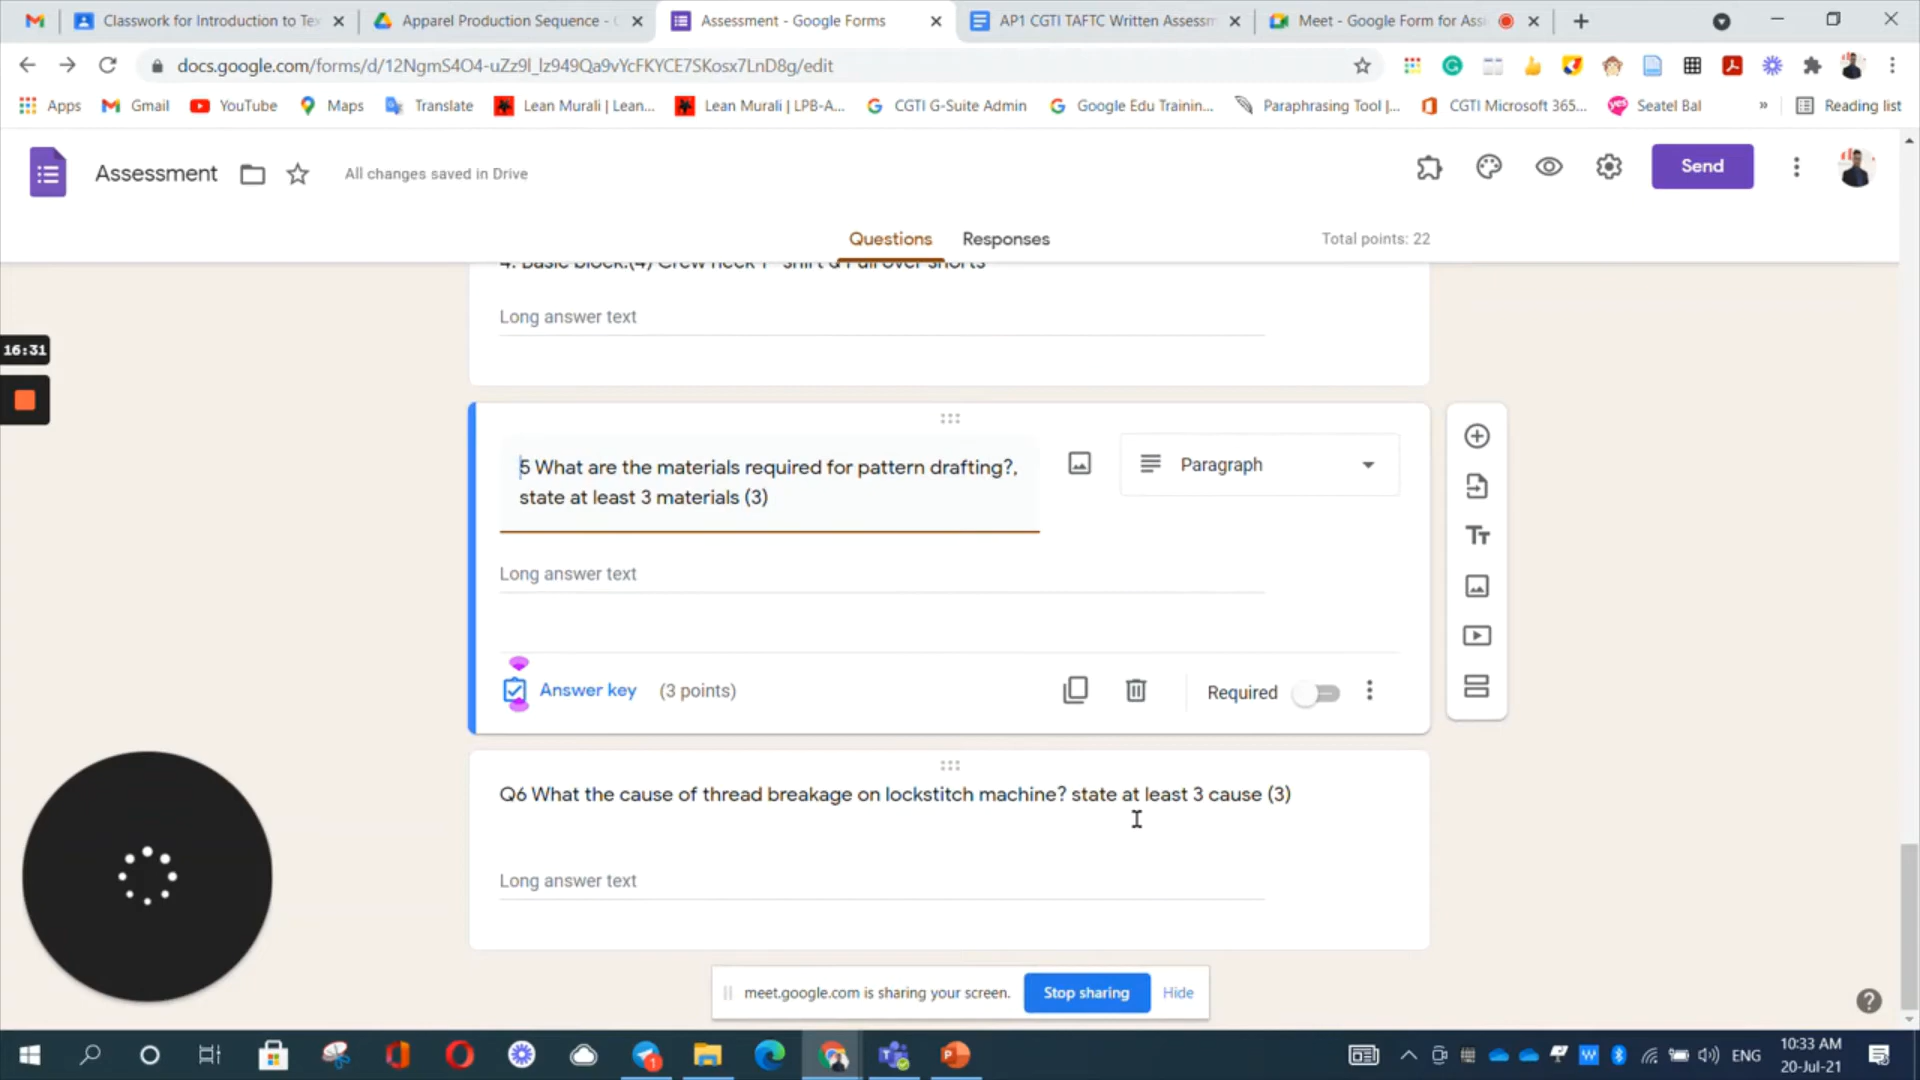 Classwork for Introduction to Tex
Apparel Production Sequence -
Assessment - Google Forms
AP1 CGTI TAFTC Written Assessm
Meet - Google Form for Ass
docs.google.com/forms/d/12NgmS4O4-uZz9l_lz949Qa9vYcFKYCE7SKosx7LnD8g/edit
Apps
Gmail
YouTube
Maps
Translate
Lean Murali | Lean...
Lean Murali | LPB-A...
CGTI G-Suite Admin
Google Edu Trainin...
Paraphrasing Tool |...
CGTI Microsoft 365...
Seatel Bal
»
Reading list
Assessment
All changes saved in Drive
Send
Questions
Responses
Total points: 22
Long answer text
16:31
5 What are the materials required for pattern drafting?,
state at least 3 materials (3)
Paragraph
Long answer text
Answer key
(3 points)
Required
Q6 What the cause of thread breakage on lockstitch machine? state at least 3 cause (3)
Long answer text
meet.google.com is sharing your screen.
Stop sharing
Hide
ENG
10:33 AM
20-Jul-21